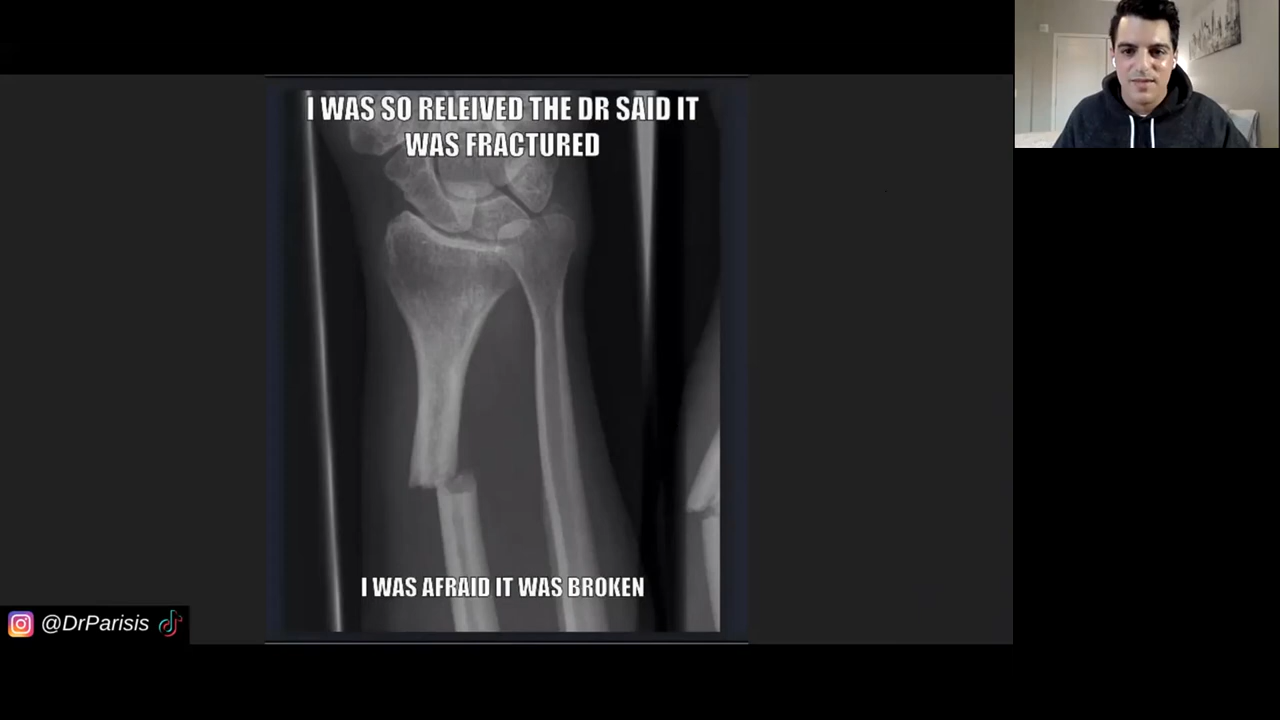 I WAS SO RELEIVED THE DR SAID IT
WAS FRACTURED
I WAS AFRAID IT WAS BROKEN
@DrParisis